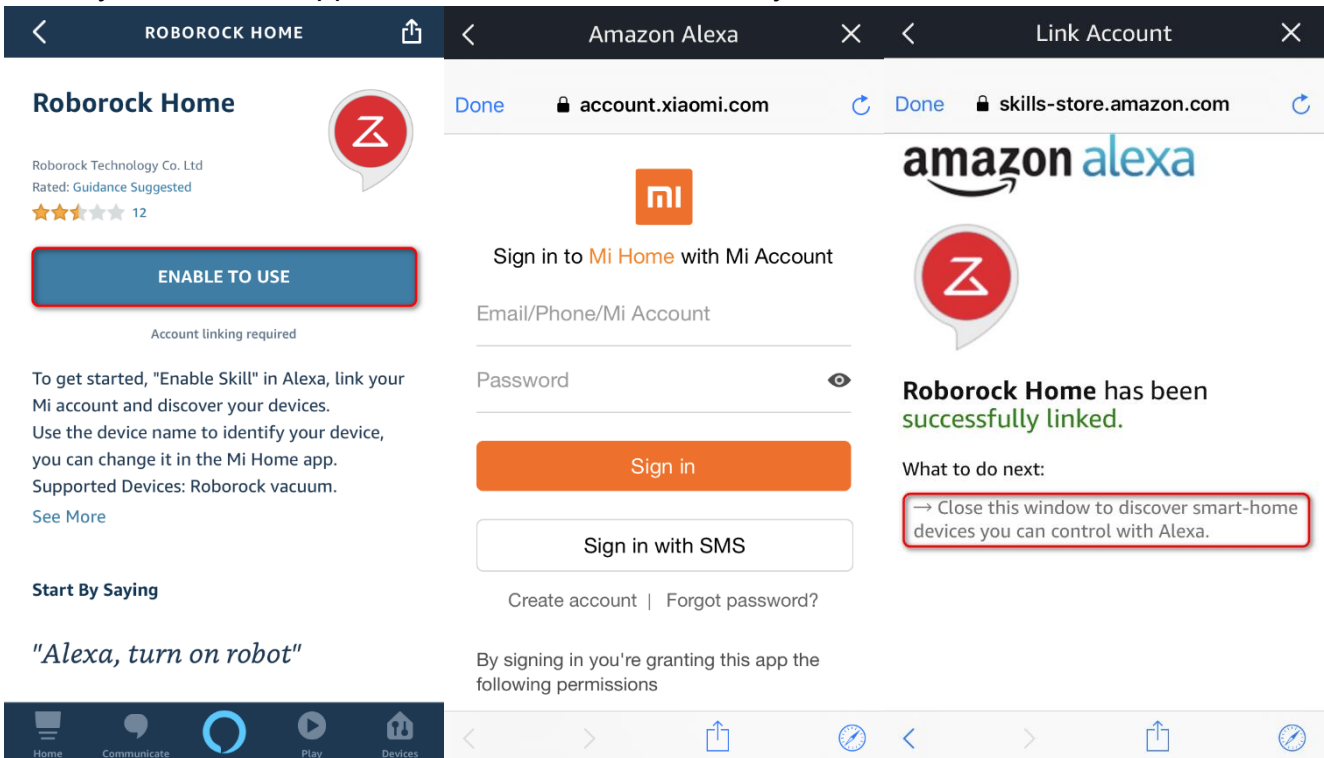 ROBOROCK HOME
Roborock Home
Roborock Technology Co. Ltd
Rated: Guidance Suggested
12
ENABLE TO USE
Account linking required
To get started, "Enable Skill" in Alexa, link your
Mi account and discover your devices.
Use the device name to identify your device,
you can change it in the Mi Home app.
Supported Devices: Roborock vacuum.
See More
Start By Saying
"Alexa, turn on robot"
Home Communicate Play Devices
Amazon Alexa
Done account.xiaomi.com
mi
Sign in to Mi Home with Mi Account
Email/Phone/Mi Account
Password
Sign in
Sign in with SMS
Create account | Forgot password?
By signing in you're granting this app the
following permissions
Link Account
Done skills-store.amazon.com
amazon alexa
Roborock Home has been
successfully linked.
What to do next:
→ Close this window to discover smart-home
devices you can control with Alexa.